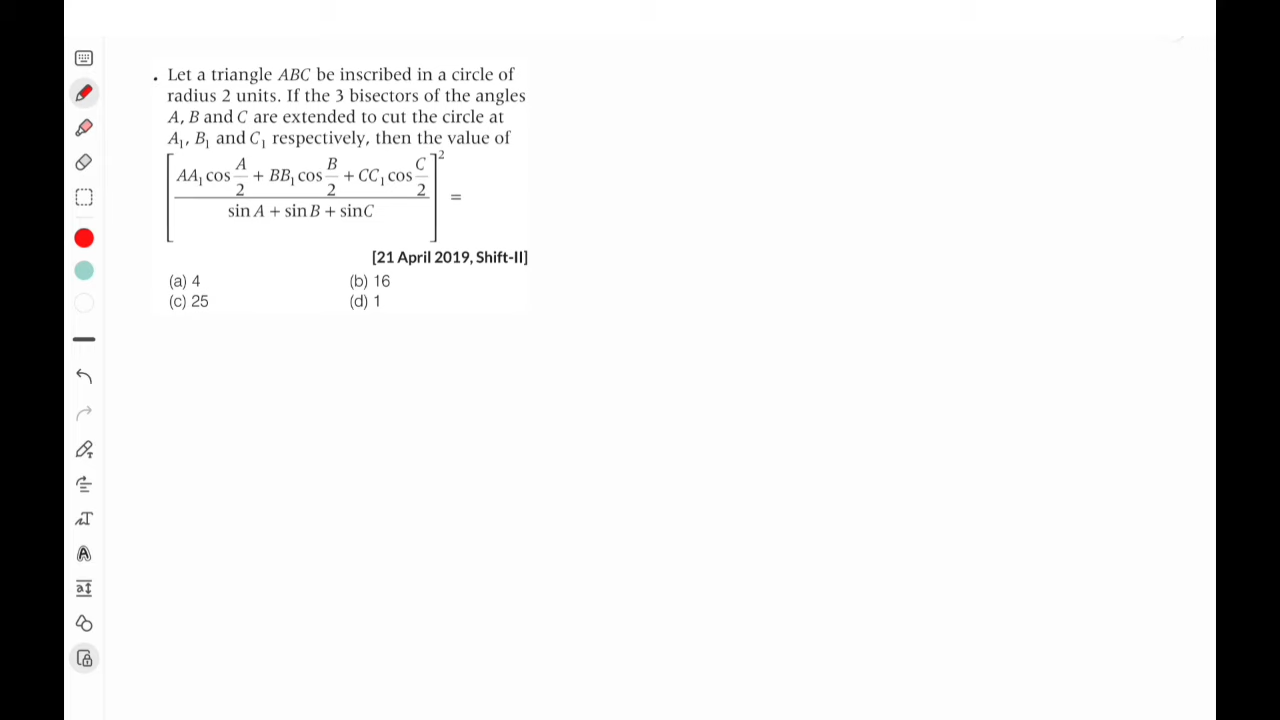 . Let a triangle ABC be inscribed in a circle of
radius 2 units. If the 3 bisectors of the angles
A, B and C are extended to cut the circle at
A₁, B₁ and C₁ respectively, then the value of
[(AA₁ cos A/2 + BB₁ cos B/2 + CC₁ cos C/2) / (sin A + sin B + sin C)]² =
[21 April 2019, Shift-II]
(a) 4 (b) 16
(c) 25 (d) 1